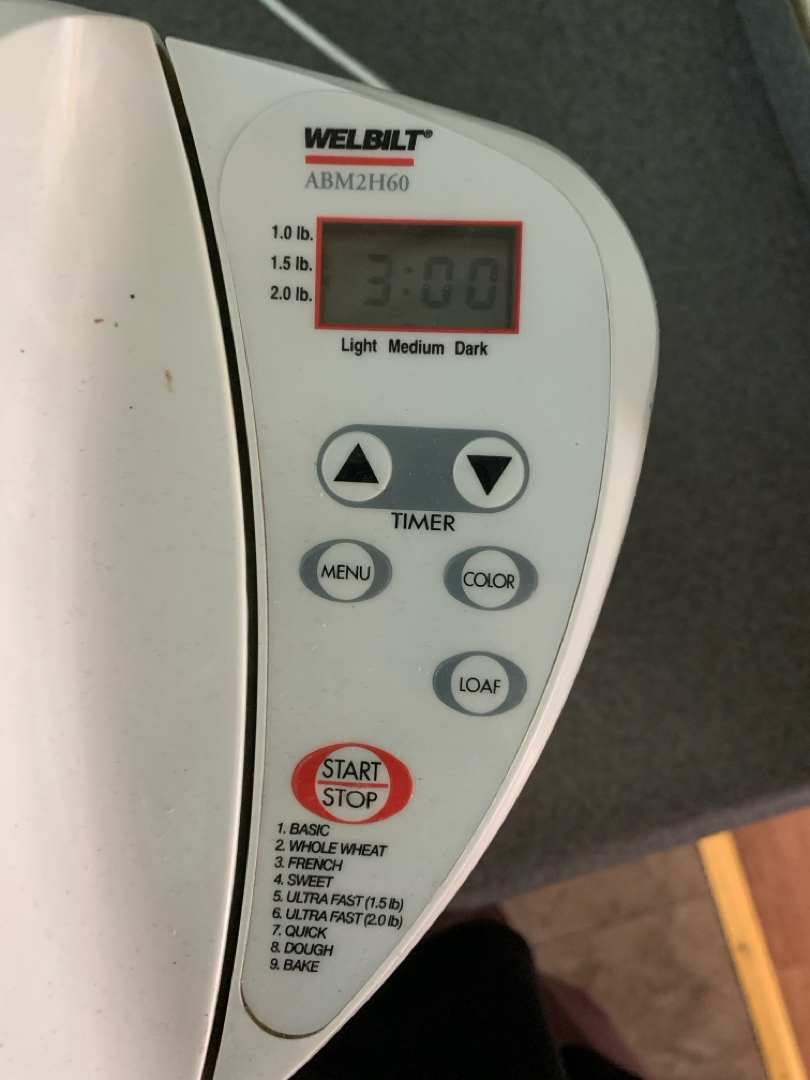 WELBILT®
ABM2H60
1.0 lb.
1.5 lb.
2.0 lb.
3:00
Light Medium Dark
TIMER
MENU
COLOR
LOAF
START
STOP
1. BASIC
2. WHOLE WHEAT
3. FRENCH
4. SWEET
5. ULTRA FAST (1.5 lb)
6. ULTRA FAST (2.0 lb)
7. QUICK
8. DOUGH
9. BAKE